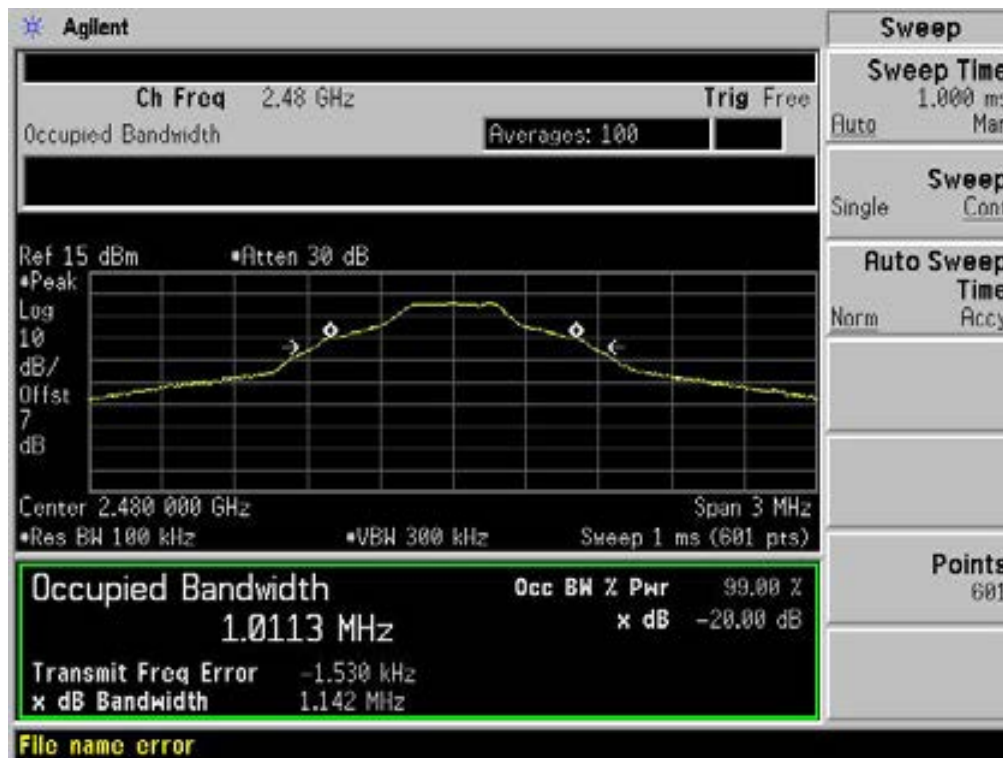 Agilent
Sweep
Ch Freq 2.48 GHz Trig Free
Occupied Bandwidth
Averages: 100
Sweep Time
1.000 ms
Auto Man
Sweep
Single Cont
Auto Sweep
Time
Norm Accy
Ref 15 dBm •Atten 30 dB
•Peak
Log
10
dB/
Offst
7
dB
Center 2.480 000 GHz Span 3 MHz
•Res BW 100 kHz •VBW 300 kHz Sweep 1 ms (601 pts)
Occupied Bandwidth
1.0113 MHz
Occ BW % Pwr 99.00 %
x dB -20.00 dB
Transmit Freq Error -1.530 kHz
x dB Bandwidth 1.142 MHz
Points
601
File name error